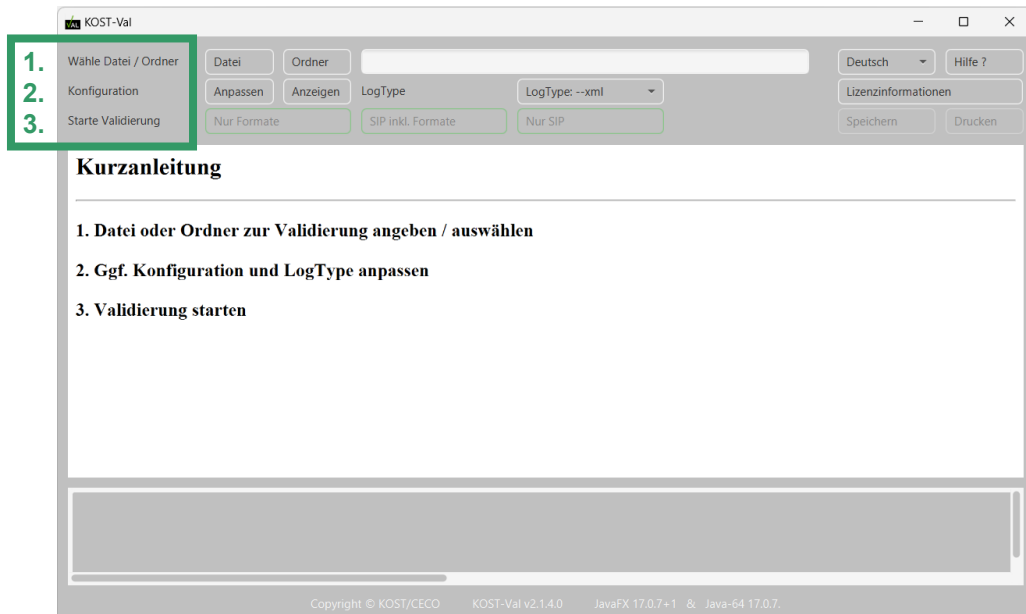 VAL KOST-Val
1. Wähle Datei / Ordner Datei Ordner Deutsch Hilfe ?
2. Konfiguration Anpassen Anzeigen LogType LogType: --xml Lizenzinformationen
3. Starte Validierung Nur Formate SIP inkl. Formate Nur SIP Speichern Drucken
Kurzanleitung
1. Datei oder Ordner zur Validierung angeben / auswählen
2. Ggf. Konfiguration und LogType anpassen
3. Validierung starten
Copyright © KOST/CECO KOST-Val v2.1.4.0 JavaFX 17.0.7+1 & Java-64 17.0.7.